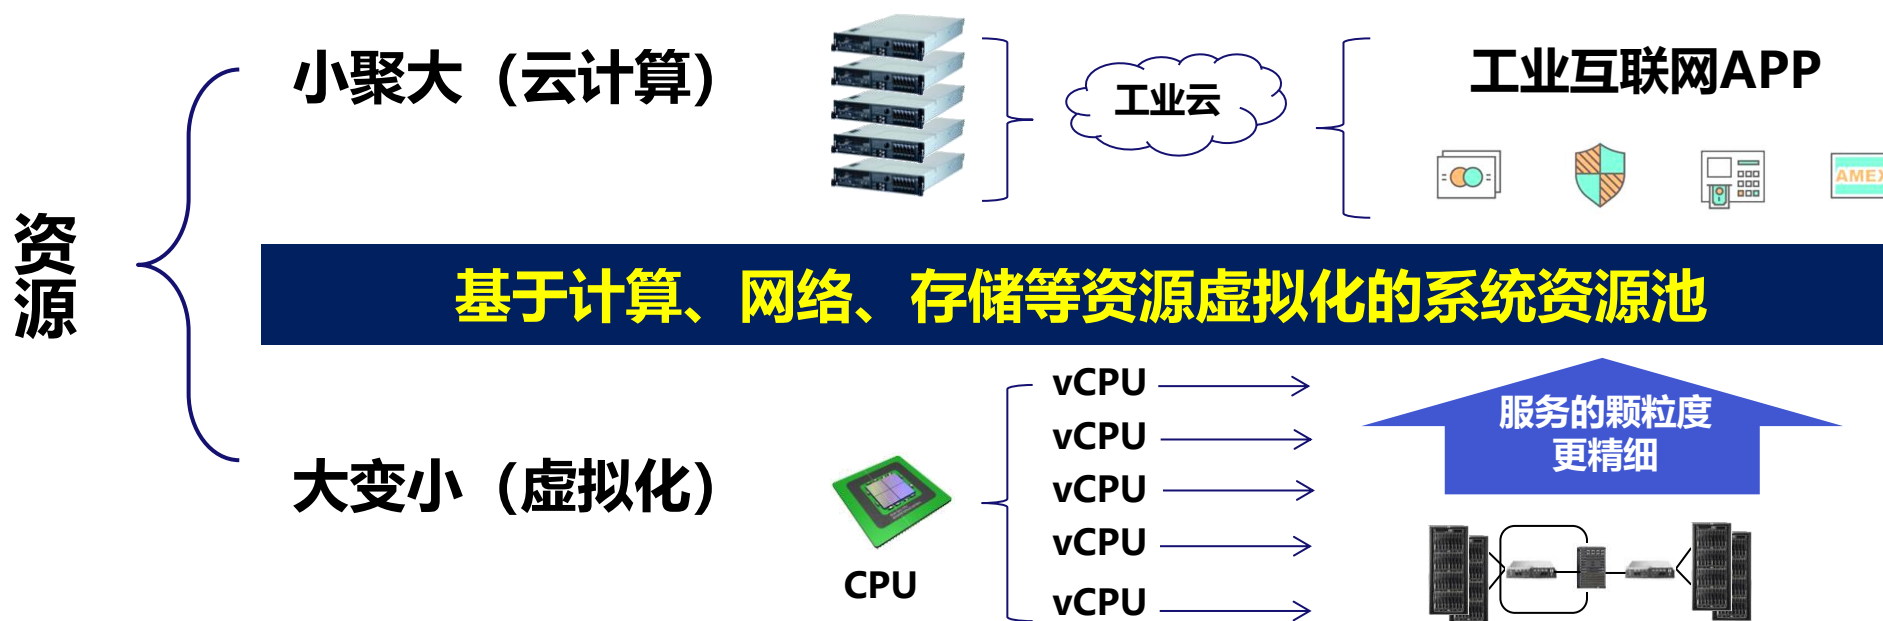 资源
小聚大（云计算）
工业云
工业互联网APP
AMEX
基于计算、网络、存储等资源虚拟化的系统资源池
大变小（虚拟化）
CPU
vCPU
vCPU
vCPU
vCPU
vCPU
服务的颗粒度
更精细